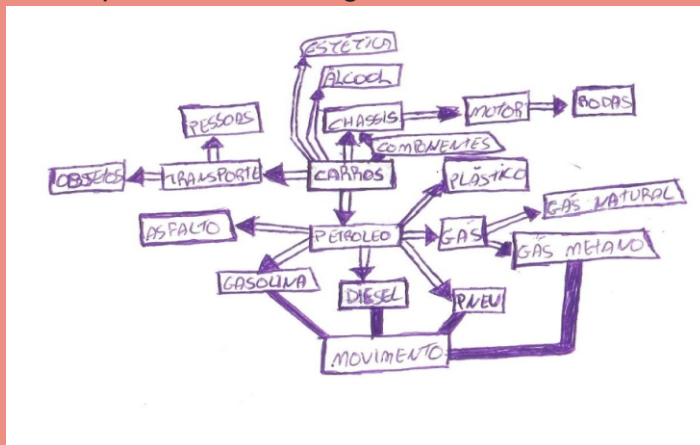 ESTÉTICA
ÁLCOOL
CHASSIS
MOTOR
RODAS
PESSOAS
COMPONENTES
OBJETOS
TRANSPORTE
CARROS
PLÁSTICO
GÁS NATURAL
ASFALTO
PETRÓLEO
GÁS
GÁS METANO
GASOLINA
DIESEL
PNEU
MOVIMENTO